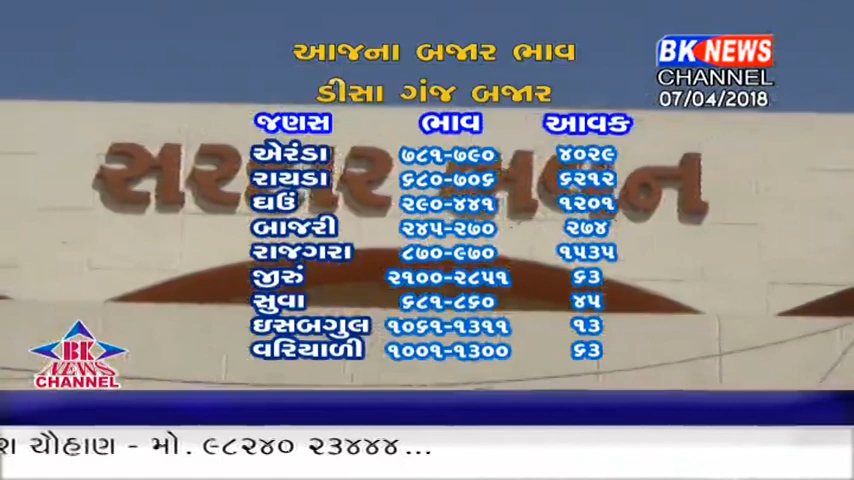 આજના બજાર ભાવ
ડીસા ગંજ બજાર
BK NEWS
CHANNEL
07/04/2018
જણસ ભાવ આવક
એરંડા ૭૮૧-૭૯૦ ૪૦૨૯
રાયડા ૬૮૦-૭૦૬ ૬૨૧૨
ઘઉં ૨૯૦-૪૪૧ ૧૨૦૧
બાજરી ૨૪૫-૨૭૦ ૨૭૪
રાજગરા ૮૭૦-૯૭૦ ૧૫૩૫
જીરું ૨૧૦૦-૨૮૫૧ ૬૩
સુવા ૬૮૧-૮૬૦ ૪૫
ઇસબગુલ ૧૦૬૧-૧૩૧૧ ૧૩
વરિયાળી ૧૦૦૧-૧૩૦૦ ૬૩
BK
NEWS
CHANNEL
ચૌહાણ - મો. ૯૮૨૪૦ ૨૩૪૪૪...